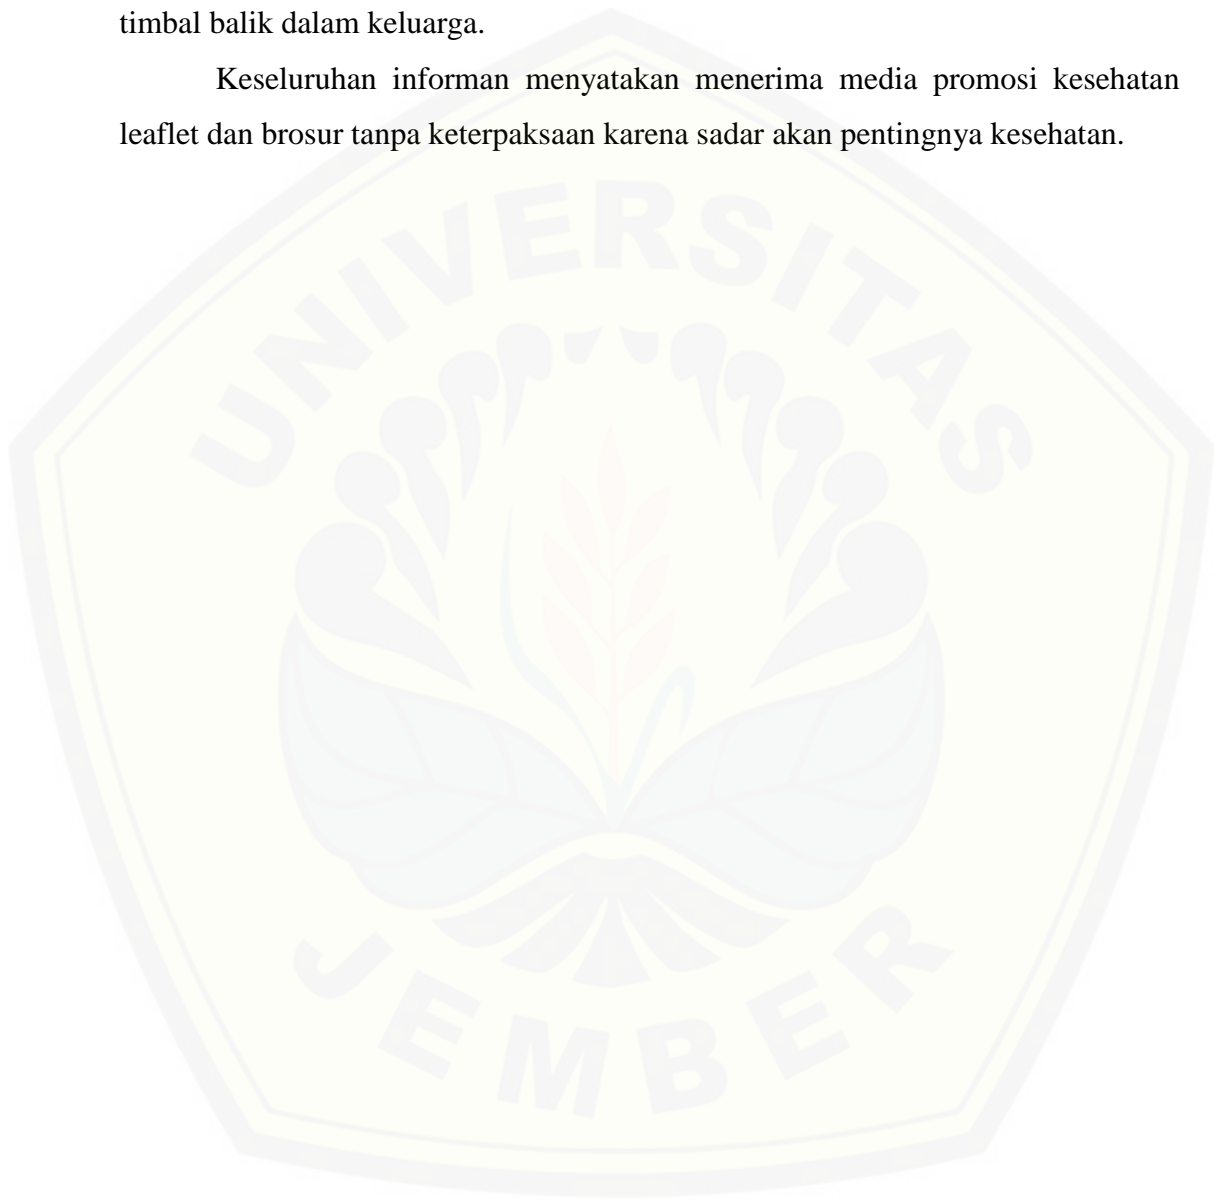 timbal balik dalam keluarga.
Keseluruhan informan menyatakan menerima media promosi kesehatan
leaflet dan brosur tanpa keterpaksaan karena sadar akan pentingnya kesehatan.
UNIVERSITAS
JEMBER